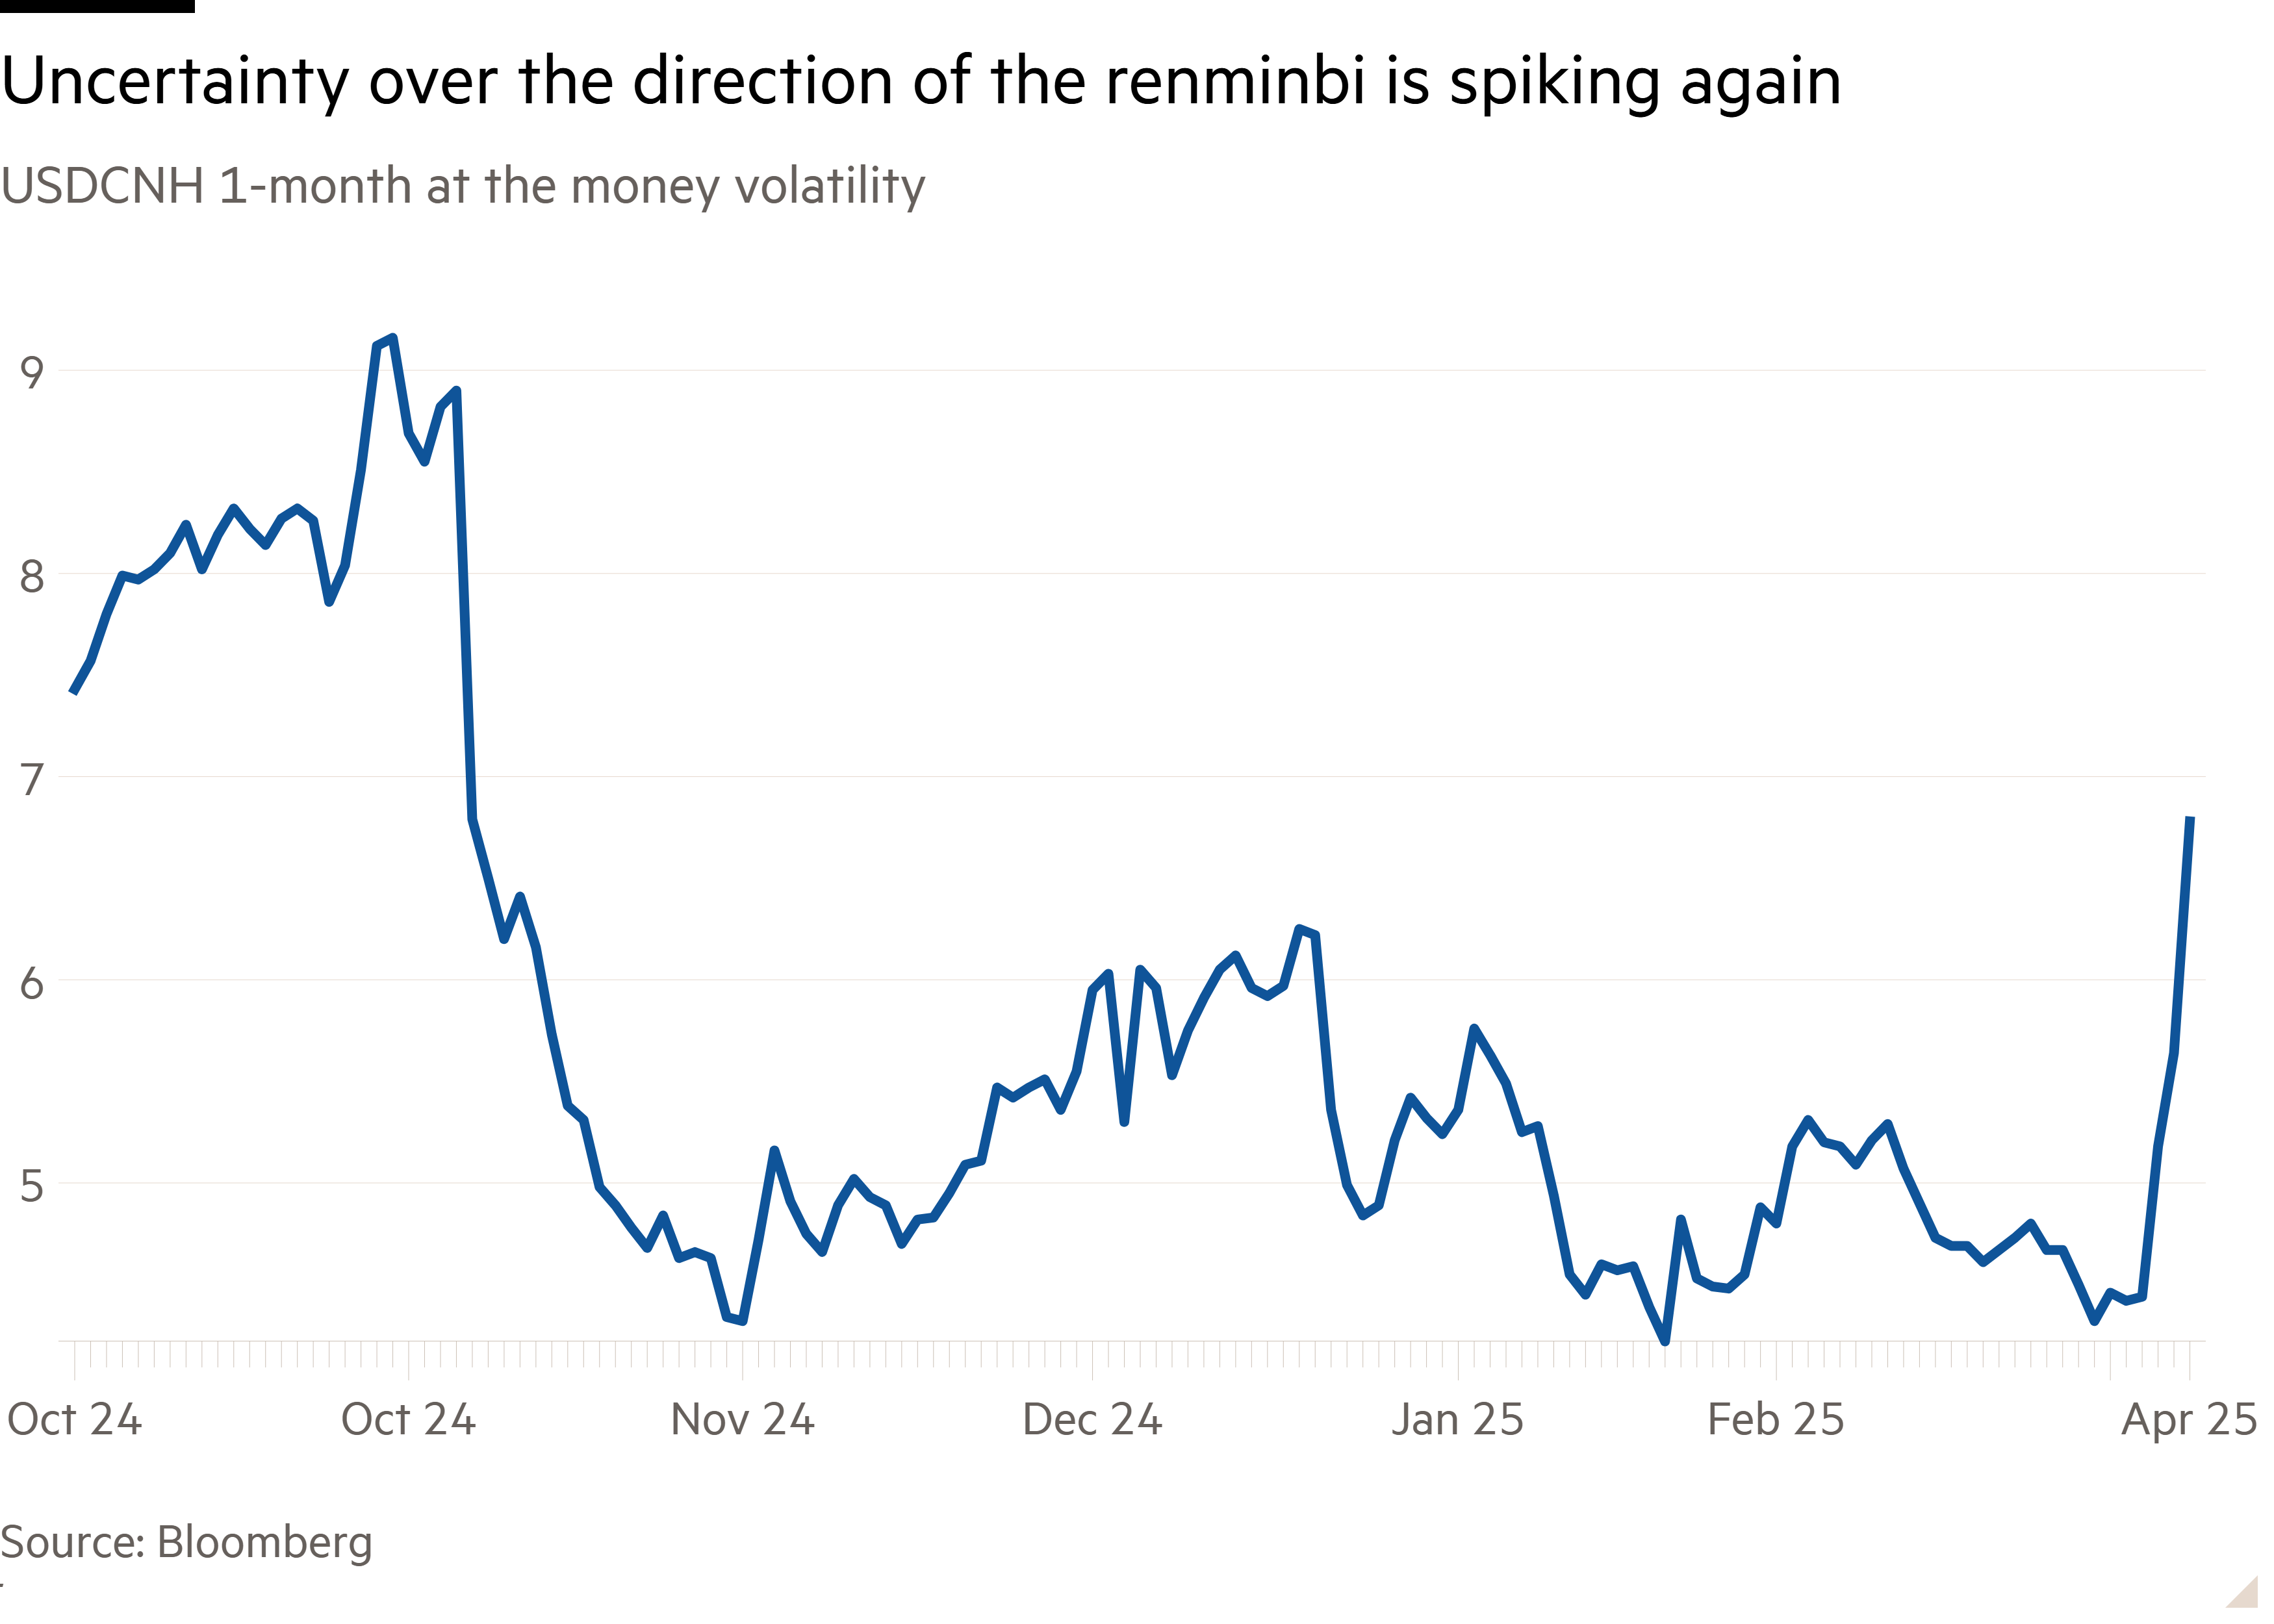 Uncertainty over the direction of the renminbi is spiking again
USDCNH 1-month at the money volatility
9
8
7
6
5
Oct 24 Oct 24 Nov 24 Dec 24 Jan 25 Feb 25 Apr 25
Source: Bloomberg